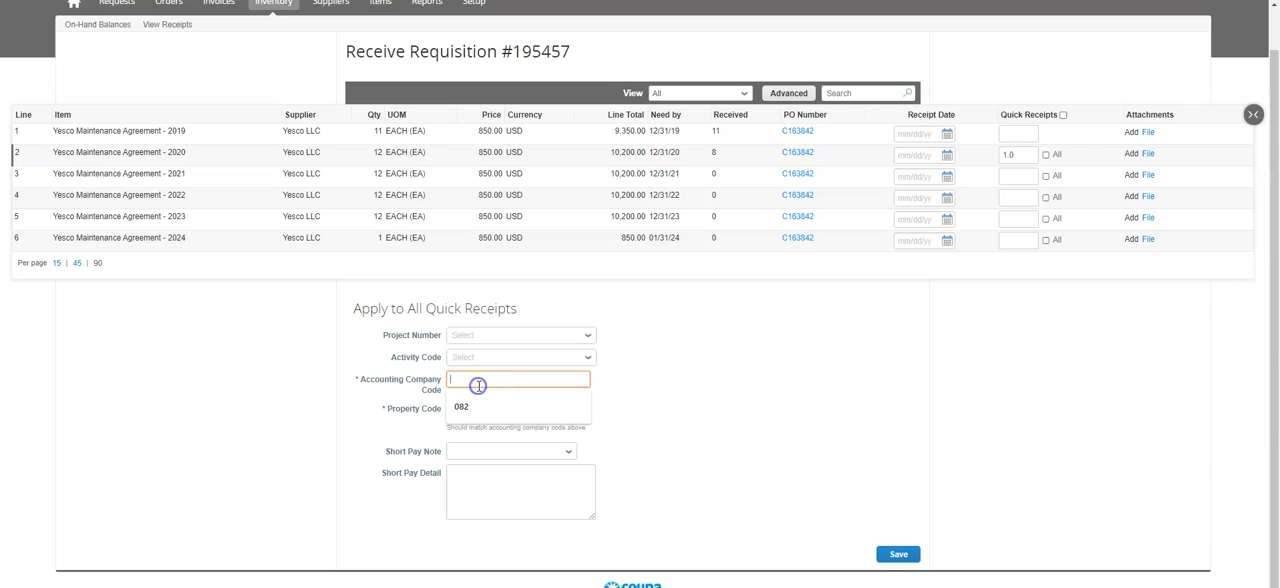 Requests Orders Invoices Inventory Suppliers Items Reports Setup
On-Hand Balances View Receipts
Receive Requisition #195457
View All Advanced Search
Line Item Supplier Qty UOM Price Currency Line Total Need by Received PO Number Receipt Date Quick Receipts Attachments
1 Yesco Maintenance Agreement - 2019 Yesco LLC 11 EACH (EA) 850.00 USD 9,350.00 12/31/19 11 C163842 mm/dd/yy Add File
2 Yesco Maintenance Agreement - 2020 Yesco LLC 12 EACH (EA) 850.00 USD 10,200.00 12/31/20 8 C163842 mm/dd/yy 1.0 All Add File
3 Yesco Maintenance Agreement - 2021 Yesco LLC 12 EACH (EA) 850.00 USD 10,200.00 12/31/21 0 C163842 mm/dd/yy All Add File
4 Yesco Maintenance Agreement - 2022 Yesco LLC 12 EACH (EA) 850.00 USD 10,200.00 12/31/22 0 C163842 mm/dd/yy All Add File
5 Yesco Maintenance Agreement - 2023 Yesco LLC 12 EACH (EA) 850.00 USD 10,200.00 12/31/23 0 C163842 mm/dd/yy All Add File
6 Yesco Maintenance Agreement - 2024 Yesco LLC 1 EACH (EA) 850.00 USD 850.00 01/31/24 0 C163842 mm/dd/yy All Add File
Per page 15 | 45 | 90
Apply to All Quick Receipts
Project Number Select
Activity Code Select
* Accounting Company
Code
082
* Property Code
Should match accounting company code above
Short Pay Note
Short Pay Detail
Save
coupa